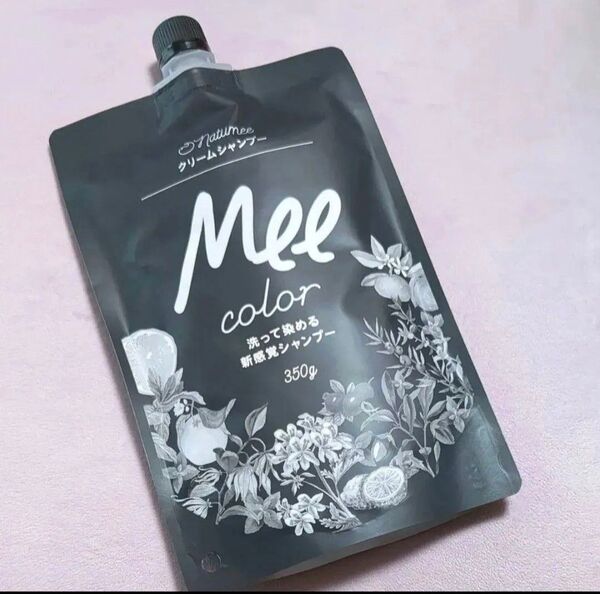 Natumee
クリームシャンプー
Mee
color
洗って染める
新感覚シャンプー
350g